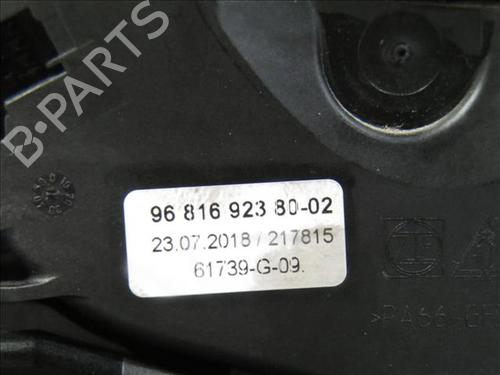 B-PARTS
96 816 923 80-02
23.07.2018 / 217815
61739-G-09.
>PA66-GF